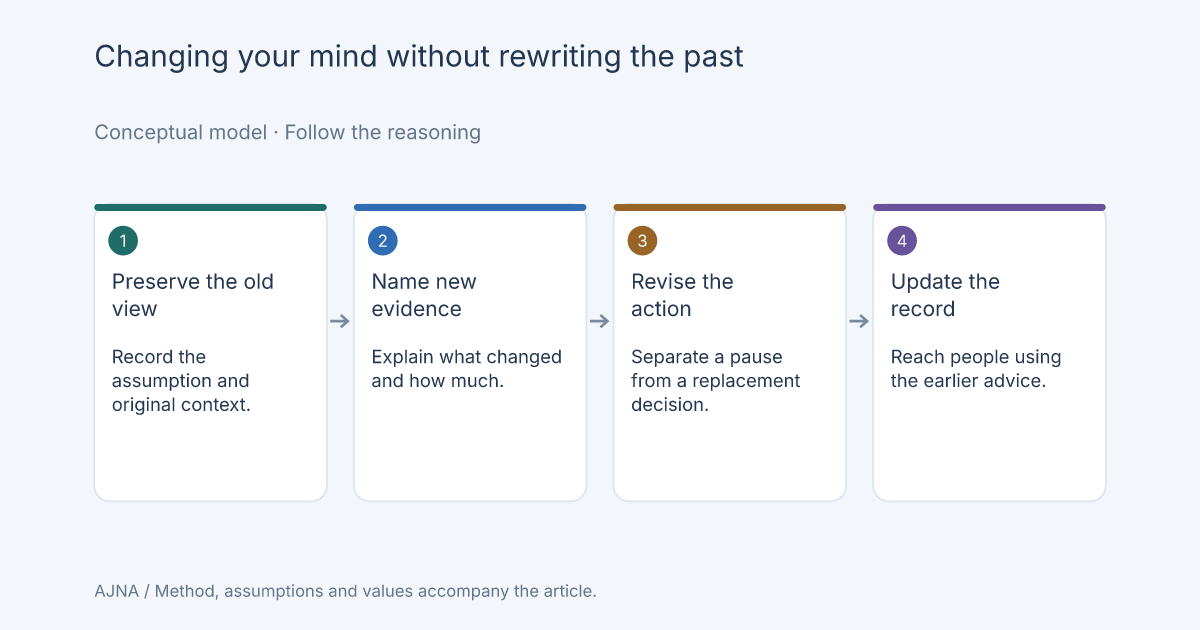 Changing your mind without rewriting the past
Conceptual model · Follow the reasoning
1
Preserve the old
view
Record the
assumption and
original context.
2
Name new
evidence
Explain what changed
and how much.
3
Revise the
action
Separate a pause
from a replacement
decision.
4
Update the
record
Reach people using
the earlier advice.
AJNA / Method, assumptions and values accompany the article.